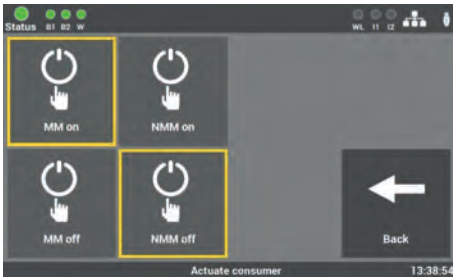 Status B1 B2 W WL I1 I2
MM on NMM on
MM off NMM off Back
Actuate consumer 13:38:54